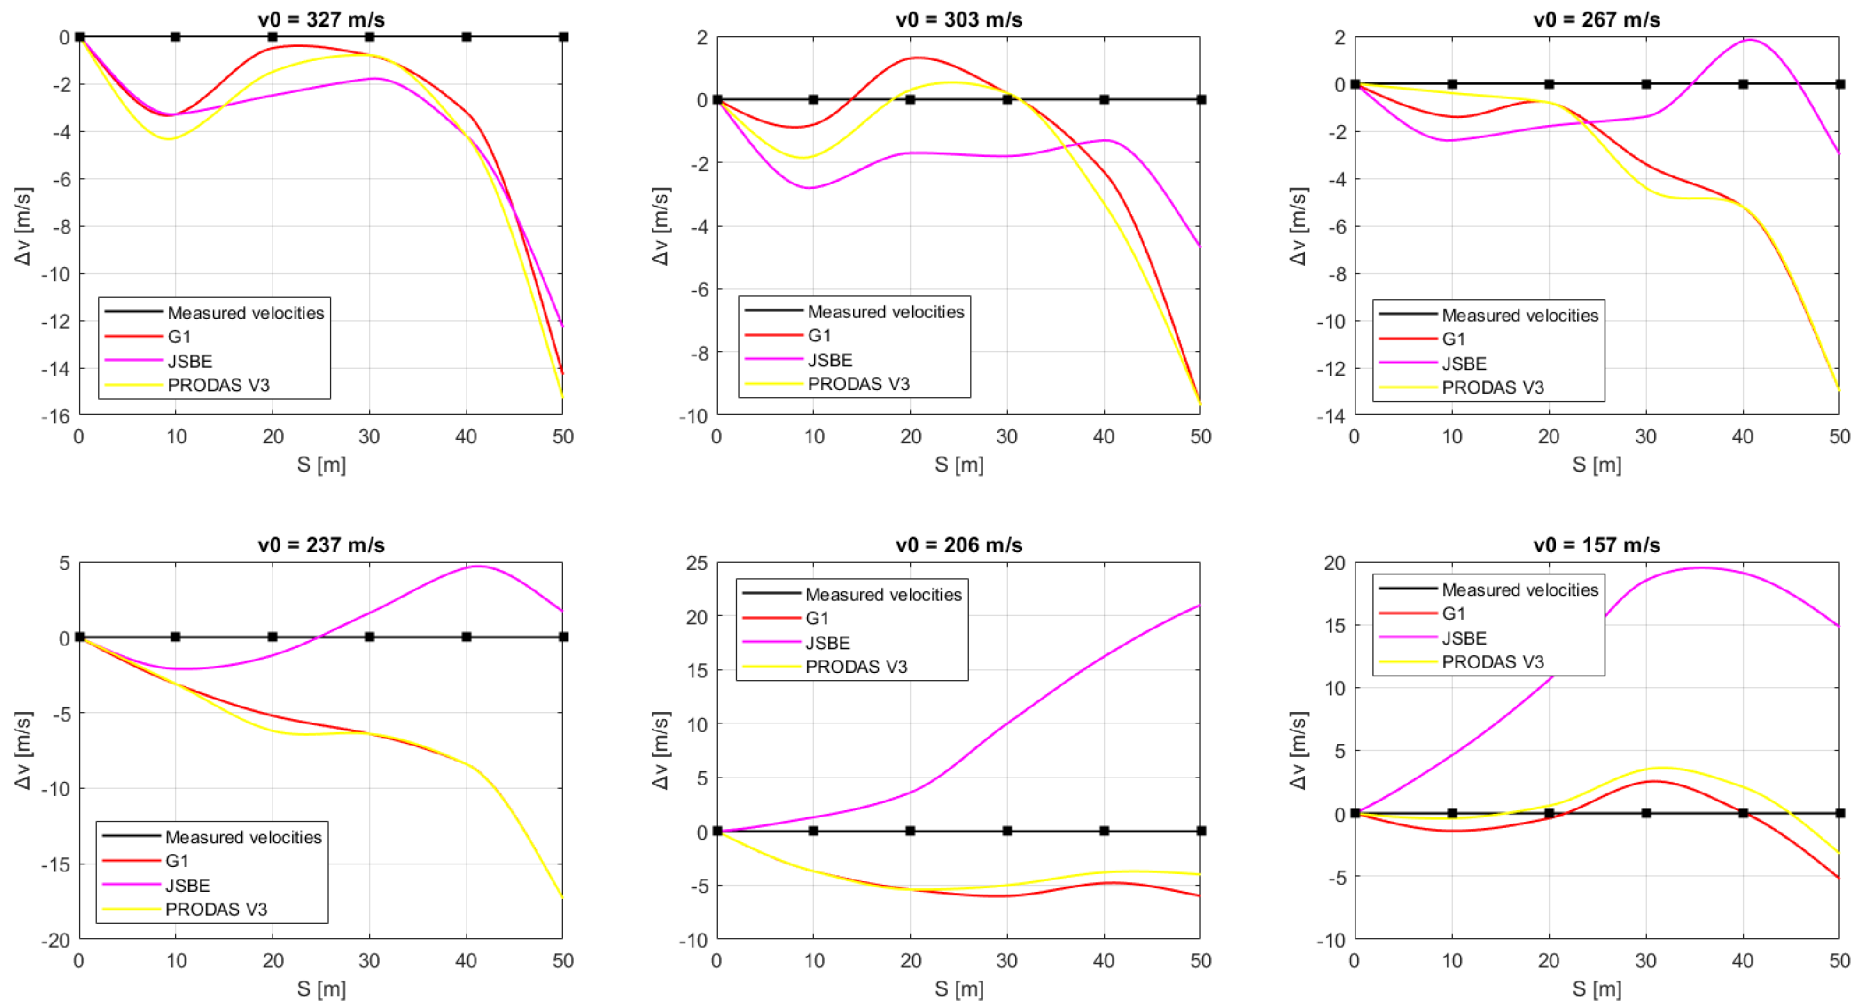 v0 = 327 m/s
0
-2
-4
-6
-8
-10
-12
-14
-16
Δv [m/s]
Measured velocities
G1
JSBE
PRODAS V3
0 10 20 30 40 50
S [m]
v0 = 303 m/s
2
0
-2
-4
-6
-8
-10
Δv [m/s]
Measured velocities
G1
JSBE
PRODAS V3
0 10 20 30 40 50
S [m]
v0 = 267 m/s
2
0
-2
-4
-6
-8
-10
-12
-14
Δv [m/s]
Measured velocities
G1
JSBE
PRODAS V3
0 10 20 30 40 50
S [m]
v0 = 237 m/s
5
0
-5
-10
-15
-20
Δv [m/s]
Measured velocities
G1
JSBE
PRODAS V3
0 10 20 30 40 50
S [m]
v0 = 206 m/s
25
20
15
10
5
0
-5
-10
Δv [m/s]
Measured velocities
G1
JSBE
PRODAS V3
0 10 20 30 40 50
S [m]
v0 = 157 m/s
20
15
10
5
0
-5
-10
Δv [m/s]
Measured velocities
G1
JSBE
PRODAS V3
0 10 20 30 40 50
S [m]